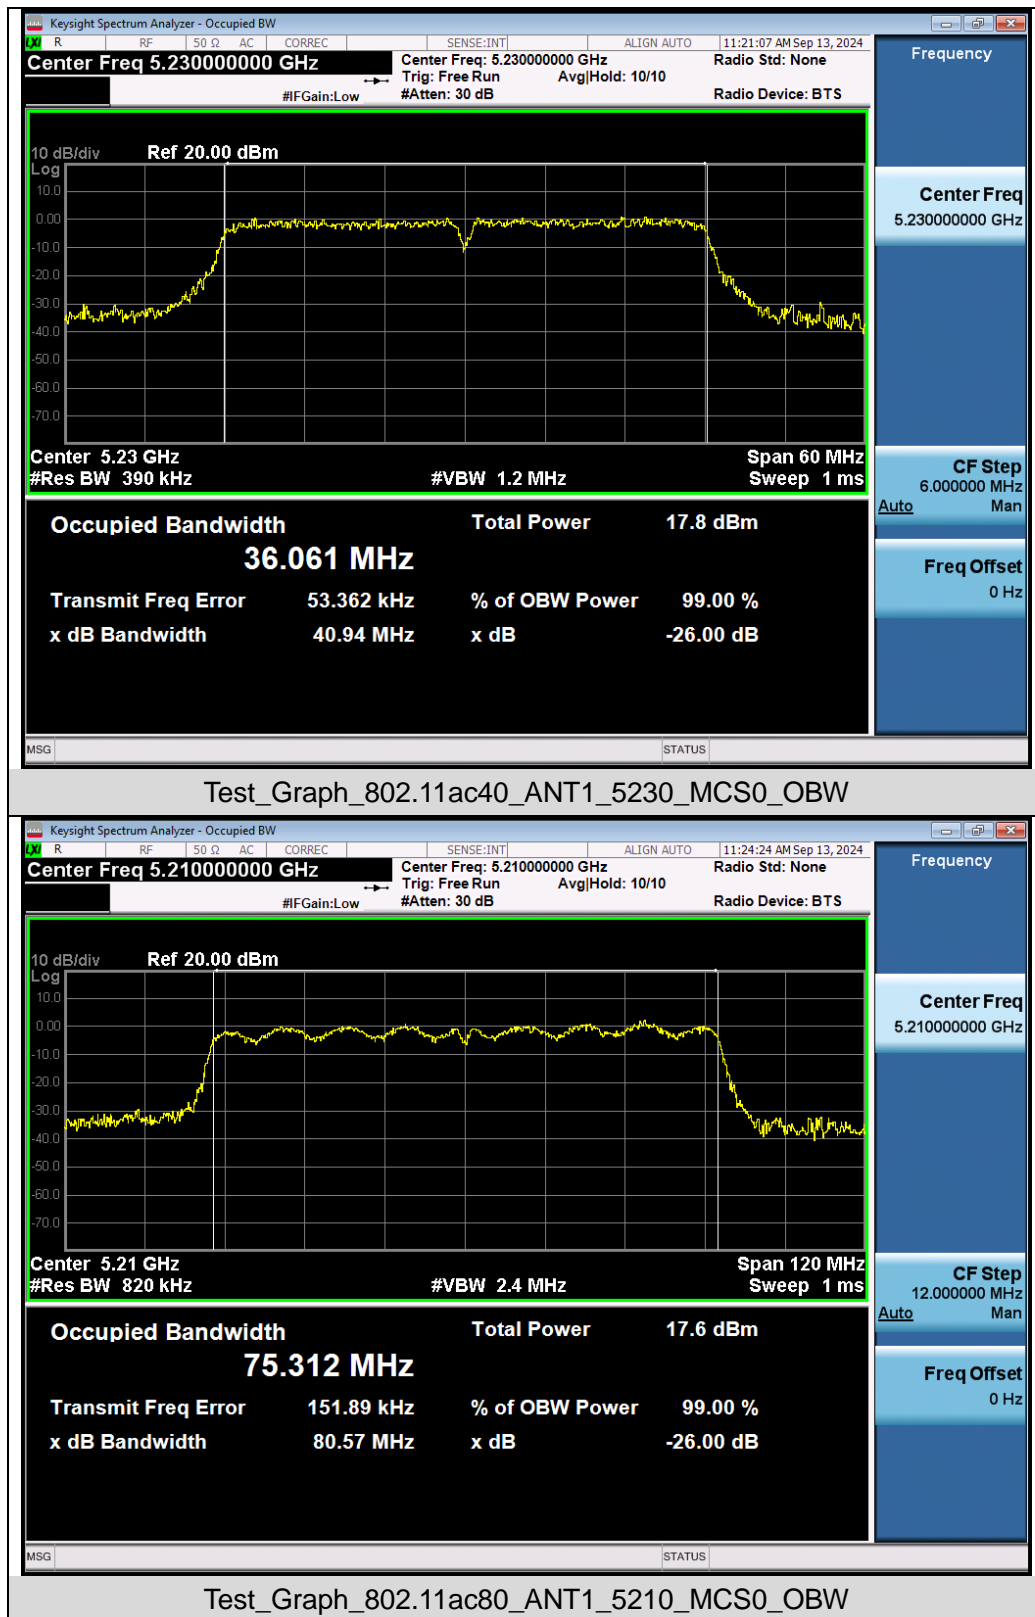 Keysight Spectrum Analyzer - Occupied BW
LXI R RF 50 Ω AC CORREC SENSE:INT ALIGN AUTO 11:21:07 AM Sep 13, 2024
Center Freq 5.230000000 GHz Center Freq: 5.230000000 GHz Radio Std: None
Trig: Free Run Avg|Hold: 10/10
#IFGain:Low #Atten: 30 dB Radio Device: BTS
Frequency
10 dB/div Ref 20.00 dBm
Log
10.0
0.00
-10.0
-20.0
-30.0
-40.0
-50.0
-60.0
-70.0
Center 5.23 GHz Span 60 MHz
#Res BW 390 kHz #VBW 1.2 MHz Sweep 1 ms
Center Freq
5.230000000 GHz
CF Step
6.000000 MHz
Auto Man
Freq Offset
0 Hz
Occupied Bandwidth Total Power 17.8 dBm
36.061 MHz
Transmit Freq Error 53.362 kHz % of OBW Power 99.00 %
x dB Bandwidth 40.94 MHz x dB -26.00 dB
MSG STATUS
Test_Graph_802.11ac40_ANT1_5230_MCS0_OBW
Keysight Spectrum Analyzer - Occupied BW
LXI R RF 50 Ω AC CORREC SENSE:INT ALIGN AUTO 11:24:24 AM Sep 13, 2024
Center Freq 5.210000000 GHz Center Freq: 5.210000000 GHz Radio Std: None
Trig: Free Run Avg|Hold: 10/10
#IFGain:Low #Atten: 30 dB Radio Device: BTS
Frequency
10 dB/div Ref 20.00 dBm
Log
10.0
0.00
-10.0
-20.0
-30.0
-40.0
-50.0
-60.0
-70.0
Center 5.21 GHz Span 120 MHz
#Res BW 820 kHz #VBW 2.4 MHz Sweep 1 ms
Center Freq
5.210000000 GHz
CF Step
12.000000 MHz
Auto Man
Freq Offset
0 Hz
Occupied Bandwidth Total Power 17.6 dBm
75.312 MHz
Transmit Freq Error 151.89 kHz % of OBW Power 99.00 %
x dB Bandwidth 80.57 MHz x dB -26.00 dB
MSG STATUS
Test_Graph_802.11ac80_ANT1_5210_MCS0_OBW